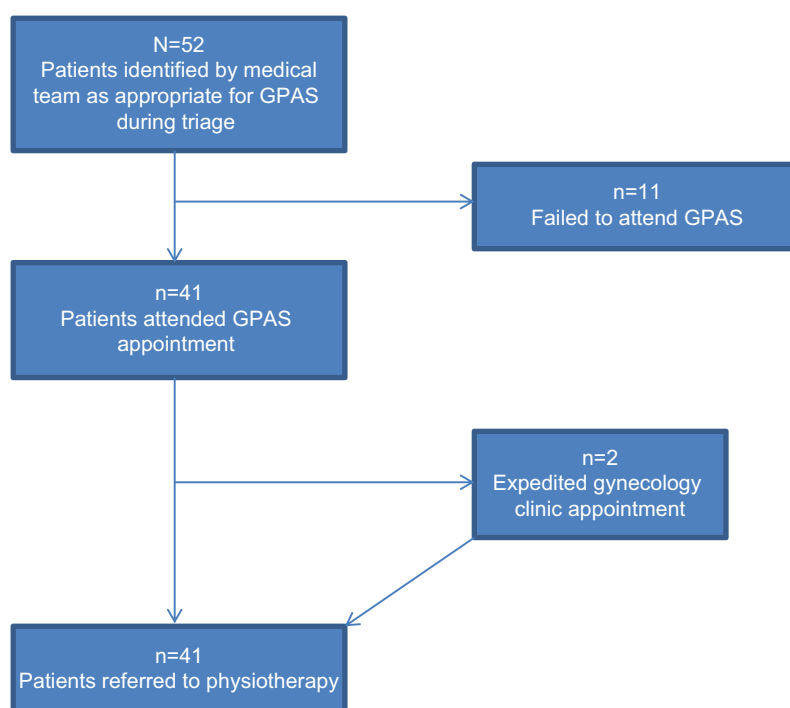 N=52
Patients identified by medical
team as appropriate for GPAS
during triage
n=11
Failed to attend GPAS
n=41
Patients attended GPAS
appointment
n=2
Expedited gynecology
clinic appointment
n=41
Patients referred to physiotherapy